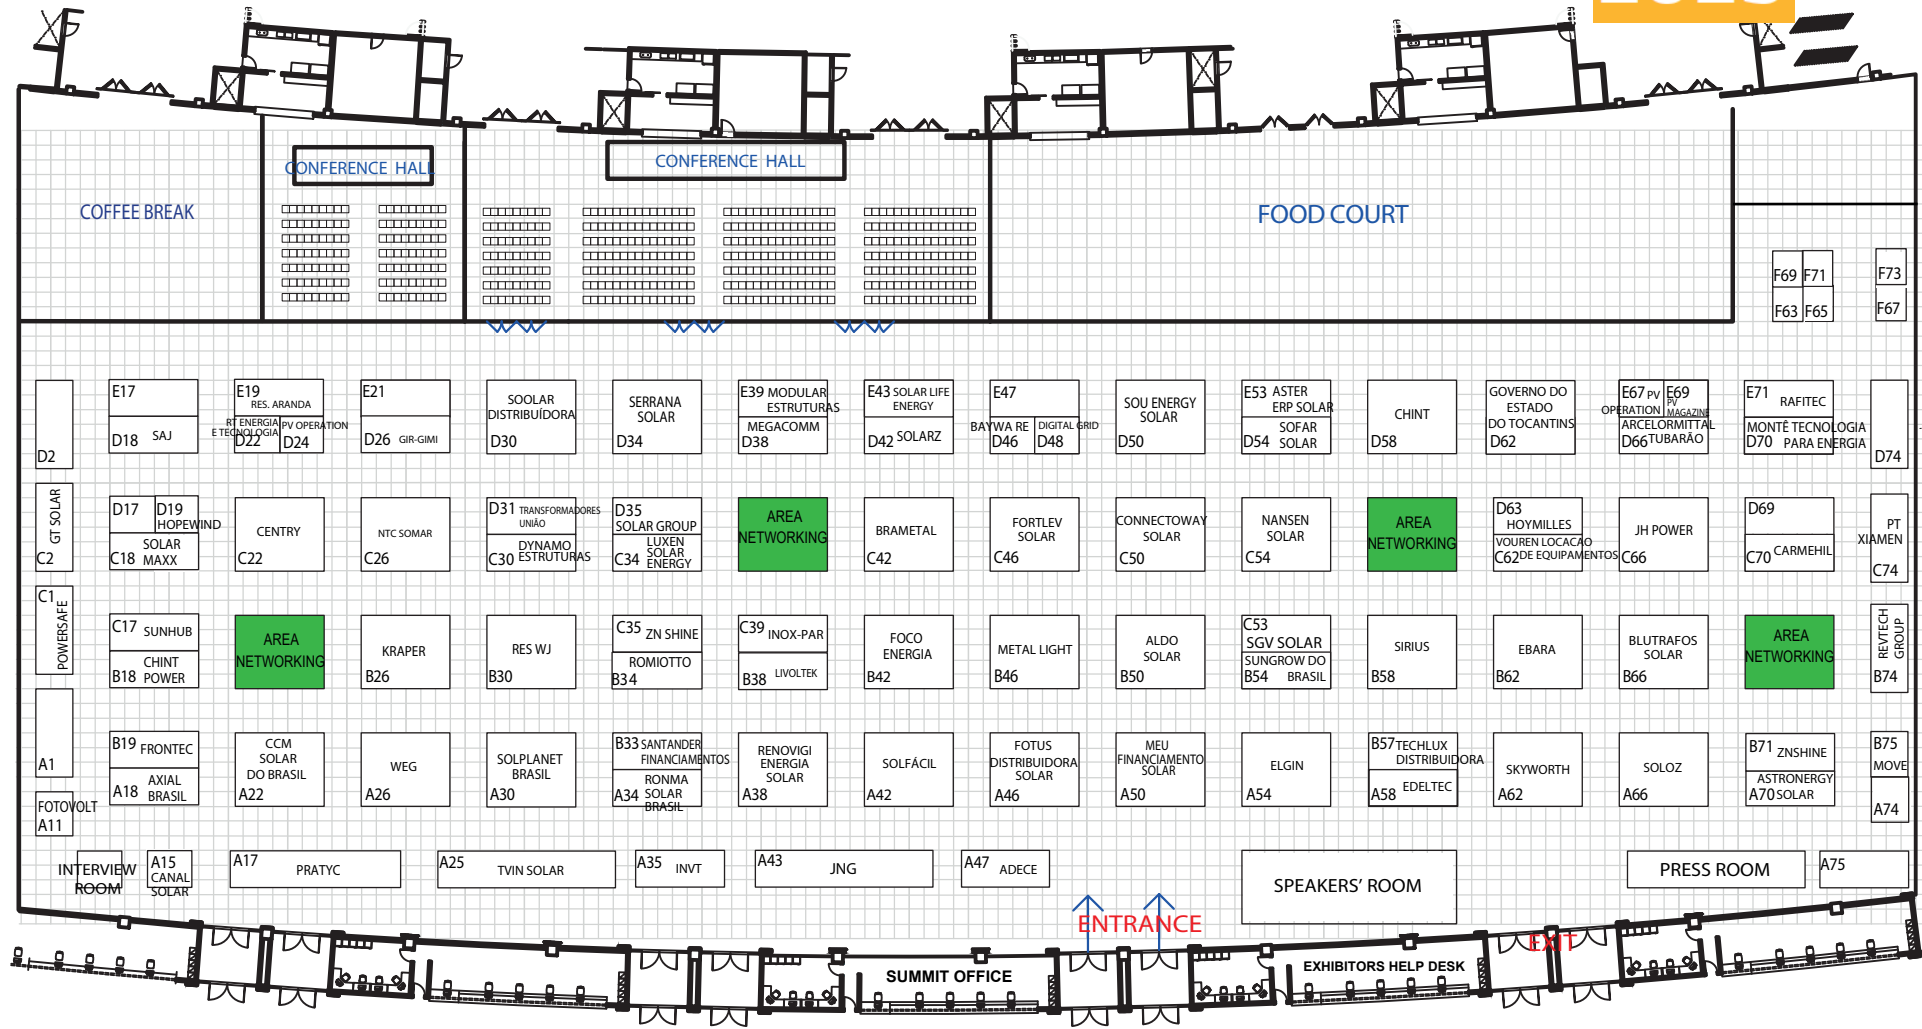 CONFERENCE HALL
CONFERENCE HALL
COFFEE BREAK
FOOD COURT
F69
F71
F73
F63
F65
F67
D2
E17
D18
SAJ
E19
RES. ARANDA
RT ENERGIA
E TECNOLOGIA
D22
PV OPERATION
D24
E21
D26
GIR-GIMI
SOOLAR
DISTRIBUÍDORA
D30
SERRANA
SOLAR
D34
E39 MODULAR
ESTRUTURAS
MEGACOMM
D38
E43 SOLAR LIFE
ENERGY
D42
SOLARZ
E47
BAYWA RE
D46
DIGITAL GRID
D48
SOU ENERGY
SOLAR
D50
E53 ASTER
ERP SOLAR
D54
SOFAR
SOLAR
CHINT
D58
GOVERNO DO
ESTADO
DO TOCANTINS
D62
E67 PV
OPERATION
E69
PV
MAGAZINE
ARCELORMITTAL
D66 TUBARÃO
E71
RAFITEC
MONTÊ TECNOLOGIA
D70 PARA ENERGIA
D74
GT SOLAR
C2
D17
D19
HOPEWIND
SOLAR
C18 MAXX
CENTRY
C22
NTC SOMAR
C26
D31 TRANSFORMADORES
UNIÃO
DYNAMO
C30 ESTRUTURAS
D35
SOLAR GROUP
LUXEN
SOLAR
C34 ENERGY
AREA
NETWORKING
BRAMETAL
C42
FORTLEV
SOLAR
C46
CONNECTOWAY
SOLAR
C50
NANSEN
SOLAR
C54
AREA
NETWORKING
D63
HOYMILLES
VOUREN LOCACAO
C62 DE EQUIPAMENTOS
JH POWER
C66
D69
C70 CARMEHIL
PT
XIAMEN
C74
C1
POWERSAFE
C17 SUNHUB
CHINT
B18 POWER
AREA
NETWORKING
KRAPER
B26
RES WJ
B30
C35 ZN SHINE
ROMIOTTO
B34
C39 INOX-PAR
B38 LIVOLTEK
FOCO
ENERGIA
B42
METAL LIGHT
B46
ALDO
SOLAR
B50
C53
SGV SOLAR
SUNGROW DO
B54 BRASIL
SIRIUS
B58
EBARA
B62
BLUTRAFOS
SOLAR
B66
AREA
NETWORKING
REVTECH
GROUP
B74
A1
B19 FRONTEC
AXIAL
A18 BRASIL
CCM
SOLAR
DO BRASIL
A22
WEG
A26
SOLPLANET
BRASIL
A30
B33 SANTANDER
FINANCIAMENTOS
RONMA
A34 SOLAR
BRASIL
RENOVIGI
ENERGIA
SOLAR
A38
SOLFÁCIL
A42
FOTUS
DISTRIBUIDORA
SOLAR
A46
MEU
FINANCIAMENTO
SOLAR
A50
ELGIN
A54
B57 TECHLUX
DISTRIBUIDORA
A58 EDELTEC
SKYWORTH
A62
SOLOZ
A66
B71 ZNSHINE
ASTRONERGY
A70 SOLAR
B75
MOVE
A74
FOTOVOLT
A11
INTERVIEW
ROOM
A15
CANAL
SOLAR
A17
PRATYC
A25
TVIN SOLAR
A35
INVT
A43
JNG
A47
ADECE
SPEAKERS' ROOM
PRESS ROOM
A75
ENTRANCE
EXIT
SUMMIT OFFICE
EXHIBITORS HELP DESK